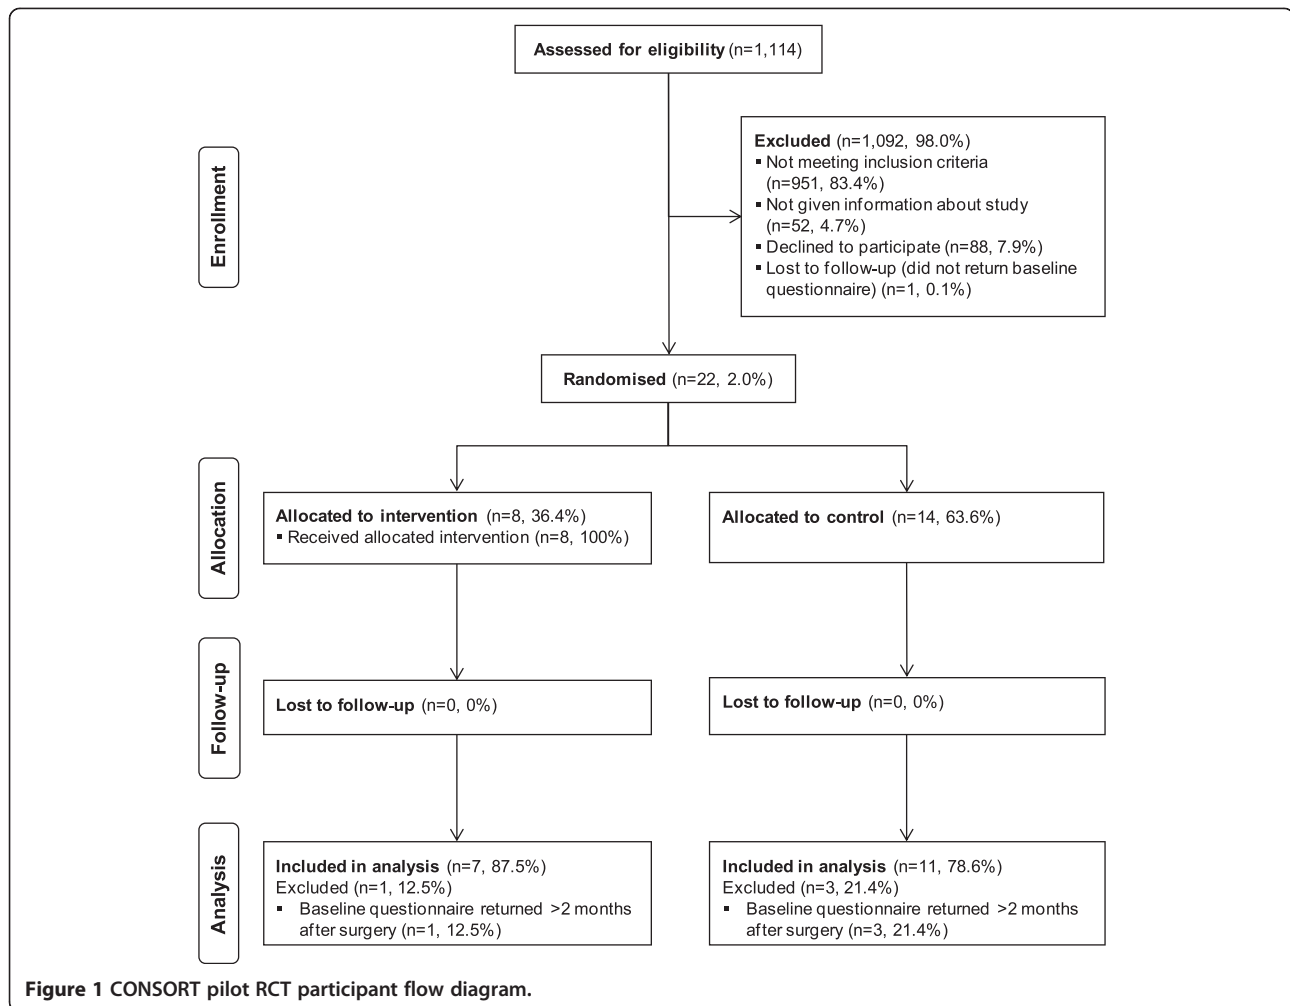 Assessed for eligibility (n=1,114)
Enrollment
Excluded (n=1,092, 98.0%)
▪ Not meeting inclusion criteria
(n=951, 83.4%)
▪ Not given information about study
(n=52, 4.7%)
▪ Declined to participate (n=88, 7.9%)
▪ Lost to follow-up (did not return baseline
questionnaire) (n=1, 0.1%)
Randomised (n=22, 2.0%)
Allocation
Allocated to intervention (n=8, 36.4%)
▪ Received allocated intervention (n=8, 100%)
Allocated to control (n=14, 63.6%)
Follow-up
Lost to follow-up (n=0, 0%)
Lost to follow-up (n=0, 0%)
Analysis
Included in analysis (n=7, 87.5%)
Excluded (n=1, 12.5%)
▪ Baseline questionnaire returned >2 months
after surgery (n=1, 12.5%)
Included in analysis (n=11, 78.6%)
Excluded (n=3, 21.4%)
▪ Baseline questionnaire returned >2 months
after surgery (n=3, 21.4%)
Figure 1 CONSORT pilot RCT participant flow diagram.